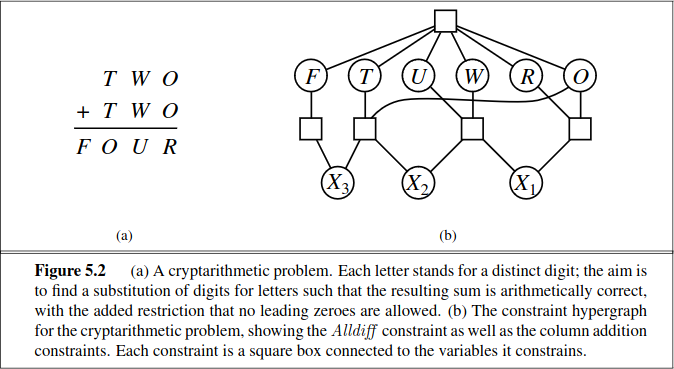 T W O
+ T W O
F O U R
F T U W R O
X3 X2 X1
(a) (b)
Figure 5.2 (a) A cryptarithmetic problem. Each letter stands for a distinct digit; the aim is
to find a substitution of digits for letters such that the resulting sum is arithmetically correct,
with the added restriction that no leading zeroes are allowed. (b) The constraint hypergraph
for the cryptarithmetic problem, showing the Alldiff constraint as well as the column addition
constraints. Each constraint is a square box connected to the variables it constrains.